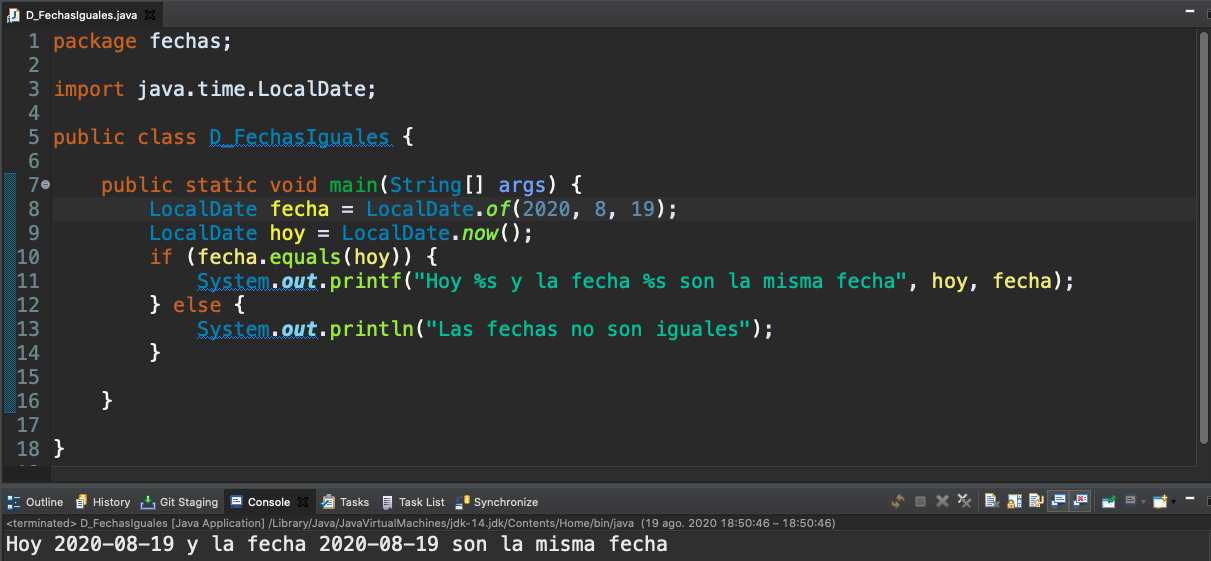 D_FechasIguales.java
1 package fechas;
2
3 import java.time.LocalDate;
4
5 public class D_FechasIguales {
6
7 public static void main(String[] args) {
8 LocalDate fecha = LocalDate.of(2020, 8, 19);
9 LocalDate hoy = LocalDate.now();
10 if (fecha.equals(hoy)) {
11 System.out.printf("Hoy %s y la fecha %s son la misma fecha", hoy, fecha);
12 } else {
13 System.out.println("Las fechas no son iguales");
14 }
15
16 }
17
18 }
Outline History Git Staging Console Tasks Task List Synchronize
<terminated> D_FechasIguales [Java Application] /Library/Java/JavaVirtualMachines/jdk-14.jdk/Contents/Home/bin/java (19 ago. 2020 18:50:46 – 18:50:46)
Hoy 2020-08-19 y la fecha 2020-08-19 son la misma fecha